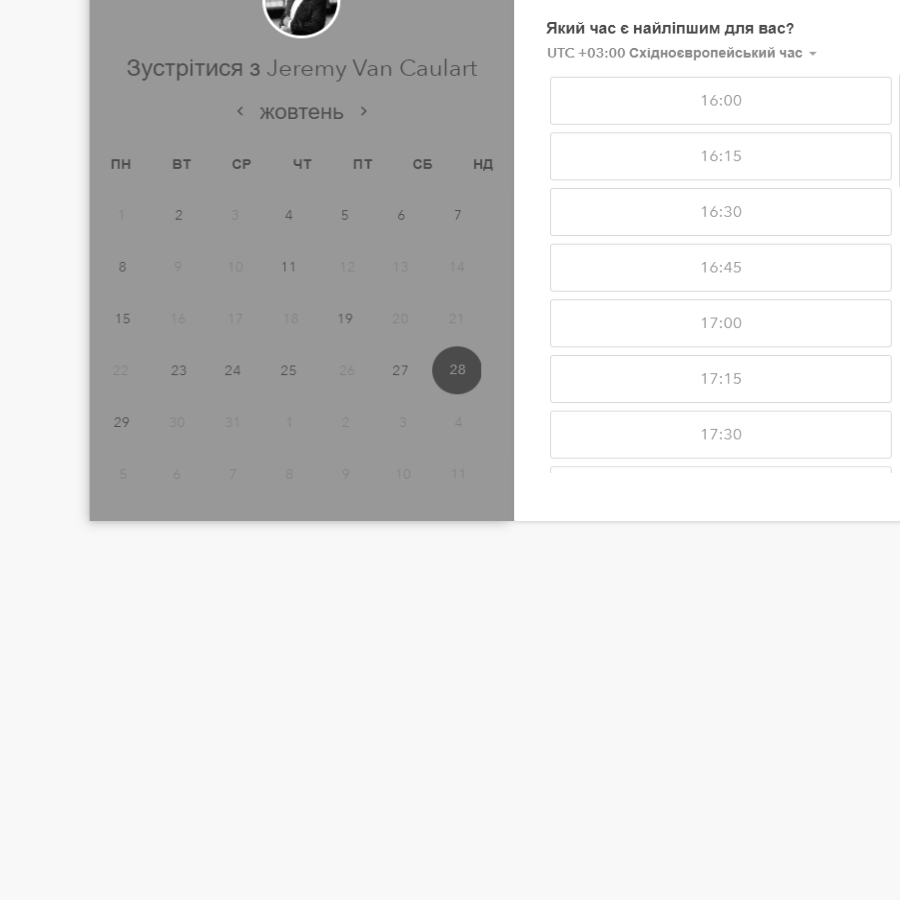 Зустрітися з Jeremy Van Caulart
жовтень
ПН ВТ СР ЧТ ПТ СБ НД
1 2 3 4 5 6 7
8 9 10 11 12 13 14
15 16 17 18 19 20 21
22 23 24 25 26 27 28
29 30 31 1 2 3 4
5 6 7 8 9 10 11
Який час є найліпшим для вас?
UTC +03:00 Східноєвропейський час
16:00
16:15
16:30
16:45
17:00
17:15
17:30